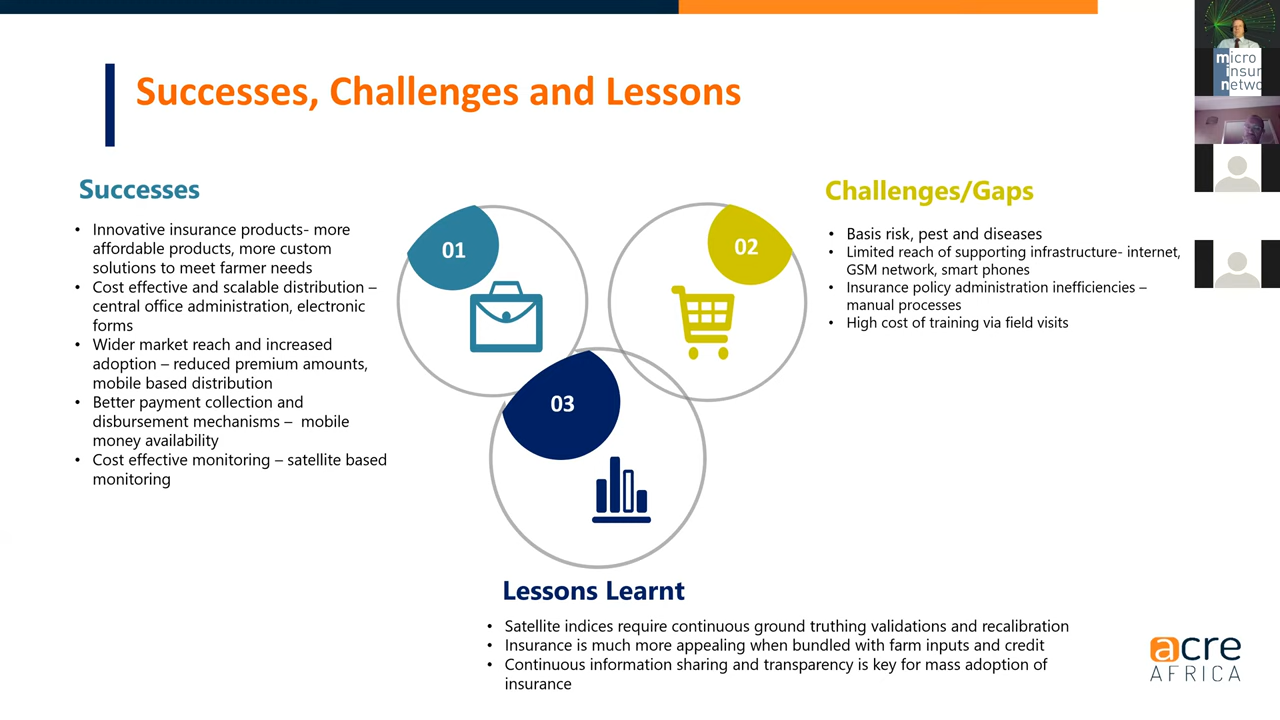 Successes, Challenges and Lessons
Successes
• Innovative insurance products- more
affordable products, more custom
solutions to meet farmer needs
• Cost effective and scalable distribution –
central office administration, electronic
forms
• Wider market reach and increased
adoption – reduced premium amounts,
mobile based distribution
• Better payment collection and
disbursement mechanisms – mobile
money availability
• Cost effective monitoring – satellite based
monitoring
01
02
03
Challenges/Gaps
• Basis risk, pest and diseases
• Limited reach of supporting infrastructure- internet,
GSM network, smart phones
• Insurance policy administration inefficiencies –
manual processes
• High cost of training via field visits
Lessons Learnt
• Satellite indices require continuous ground truthing validations and recalibration
• Insurance is much more appealing when bundled with farm inputs and credit
• Continuous information sharing and transparency is key for mass adoption of
insurance
acre
AFRICA
micro
insur
netwo